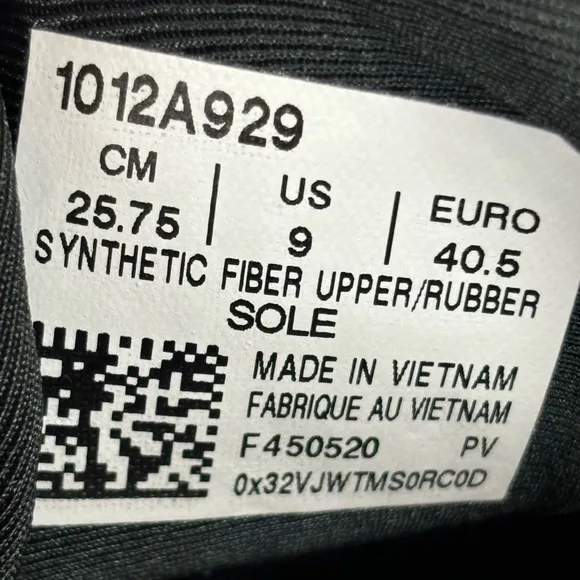 1012A929
CM | US | EURO
25.75 | 9 | 40.5
SYNTHETIC FIBER UPPER/RUBBER
SOLE
MADE IN VIETNAM
FABRIQUE AU VIETNAM
F450520 PV
0x32VJWTMS0RC0D